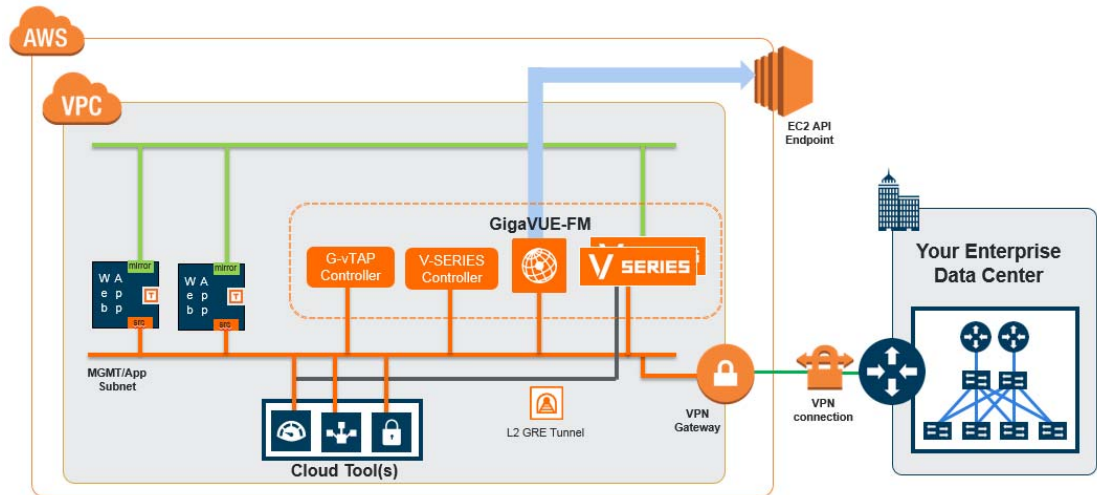 AWS
VPC
EC2 API
Endpoint
GigaVUE-FM
G-vTAP
Controller
V-SERIES
Controller
V SERIES
mirror
W A
e p
b p
T
src
mirror
W A
e p
b p
T
src
MGMT/App
Subnet
Cloud Tool(s)
L2 GRE Tunnel
VPN
Gateway
VPN
connection
Your Enterprise
Data Center